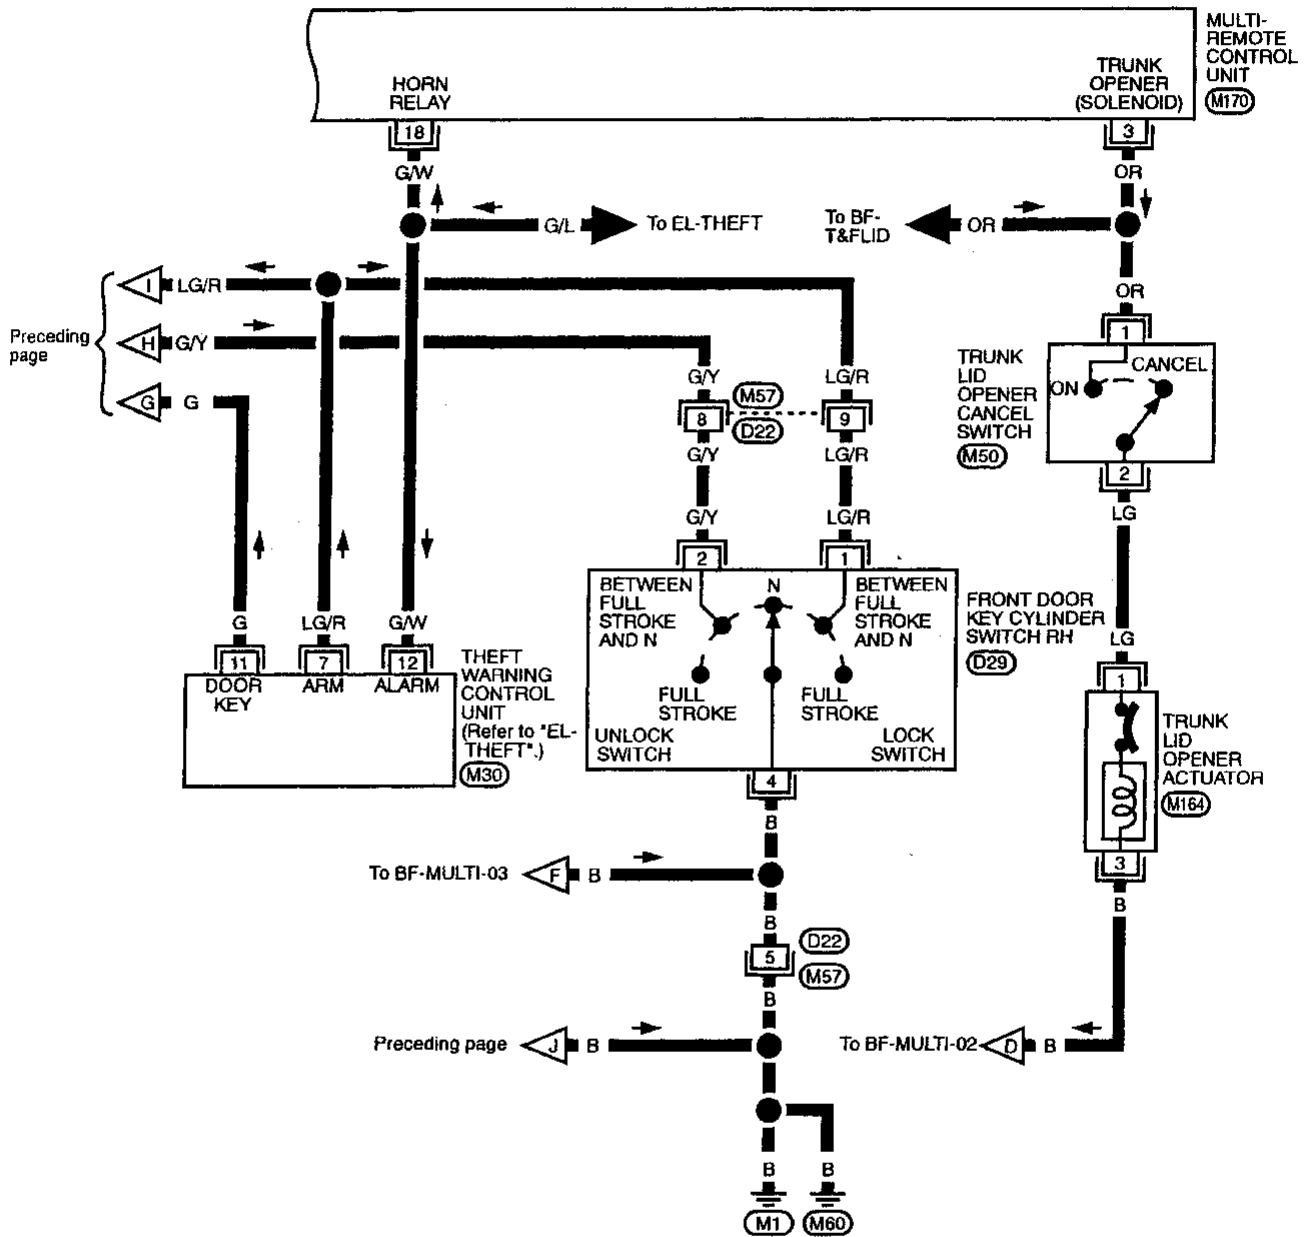 MULTI-
REMOTE
CONTROL
UNIT
M170
HORN
RELAY
TRUNK
OPENER
(SOLENOID)
18
3
G/W
OR
G/L
To EL-THEFT
To BF-
T&FLID
OR
I
LG/R
OR
Preceding
page
H
G/Y
1
G
G
TRUNK
LID
OPENER
CANCEL
SWITCH
M50
CANCEL
ON
2
G/Y
M57
LG/R
8
9
D22
G/Y
LG/R
LG
G/Y
LG/R
2
1
BETWEEN
FULL
STROKE
AND N
N
BETWEEN
FULL
STROKE
AND N
FULL
STROKE
FULL
STROKE
UNLOCK
SWITCH
LOCK
SWITCH
4
FRONT DOOR
KEY CYLINDER
SWITCH RH
D29
G
LG/R
G/W
11
7
12
DOOR
KEY
ARM
ALARM
THEFT
WARNING
CONTROL
UNIT
(Refer to "EL-
THEFT".)
M30
LG
1
TRUNK
LID
OPENER
ACTUATOR
M164
3
B
B
To BF-MULTI-03
F
B
B
D22
5
M57
B
Preceding page
J
B
To BF-MULTI-02
D
B
B
B
M1
M60